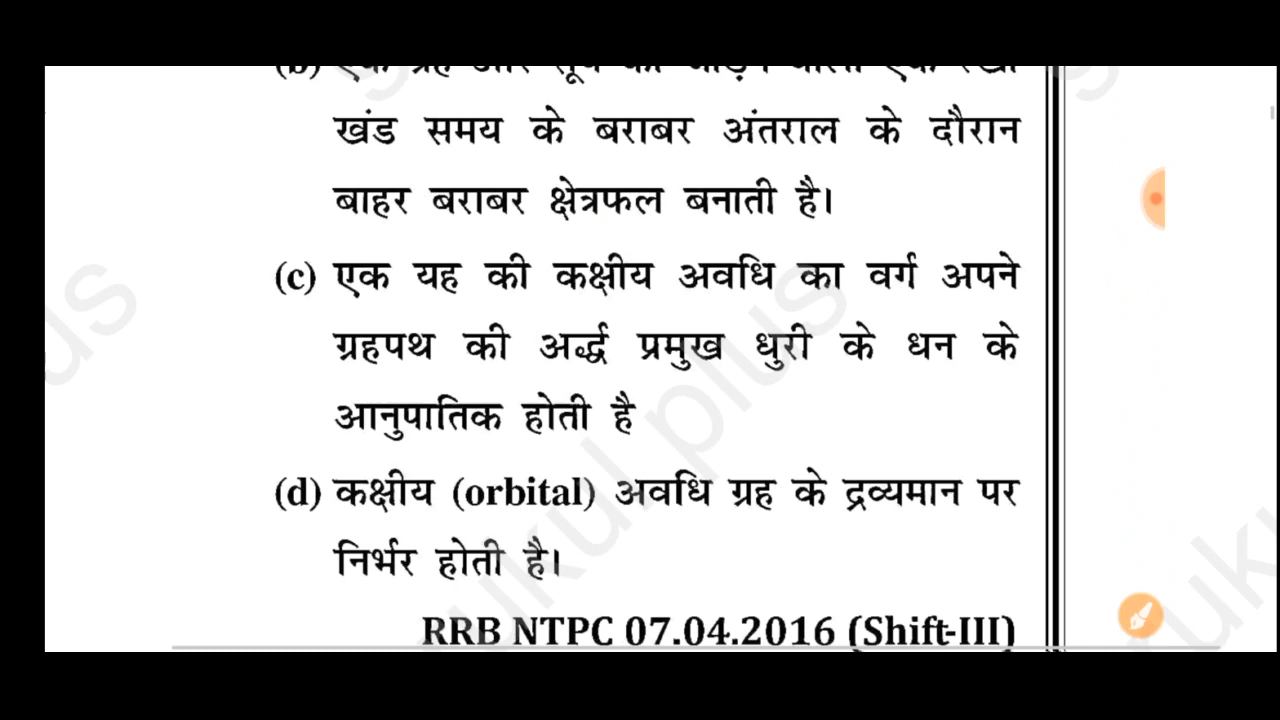 खंड समय के बराबर अंतराल के दौरान
बाहर बराबर क्षेत्रफल बनाती है।
(c) एक यह की कक्षीय अवधि का वर्ग अपने
ग्रहपथ की अर्द्ध प्रमुख धुरी के धन के
आनुपातिक होती है
(d) कक्षीय (orbital) अवधि ग्रह के द्रव्यमान पर
निर्भर होती है।
RRB NTPC 07.04.2016 (Shift-III)